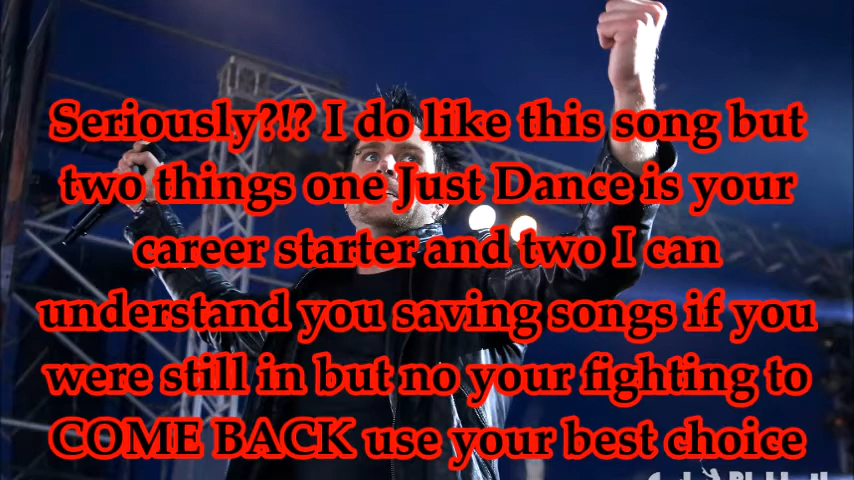 Seriously?!? I do like this song but
two things one Just Dance is your
career starter and two I can
understand you saving songs if you
were still in but no your fighting to
COME BACK use your best choice